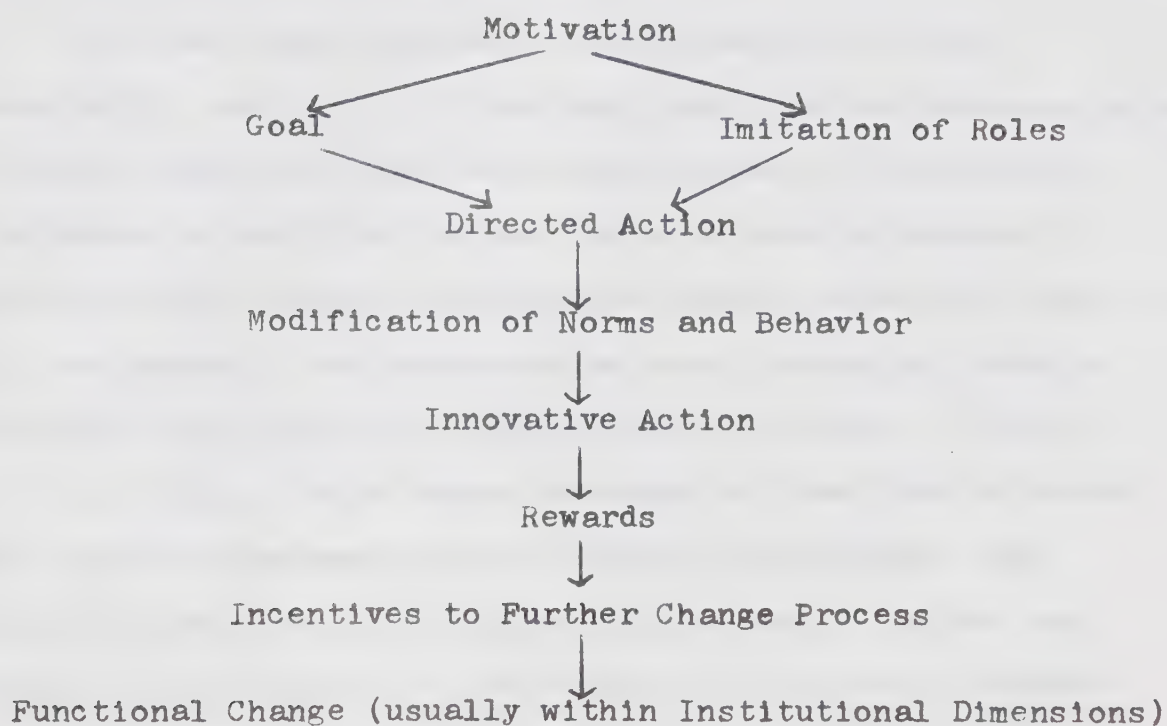 Motivation
Goal Imitation of Roles
Directed Action
Modification of Norms and Behavior
Innovative Action
Rewards
Incentives to Further Change Process
Functional Change (usually within Institutional Dimensions)